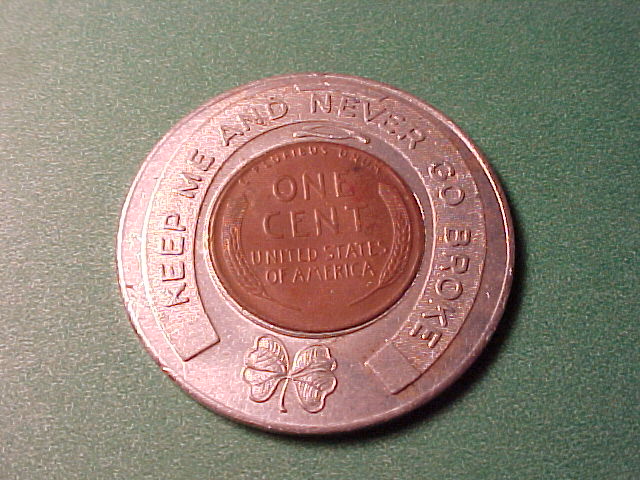 KEEP ME AND NEVER GO BROKE
E PLURIBUS UNUM
ONE
CENT
UNITED STATES
OF AMERICA